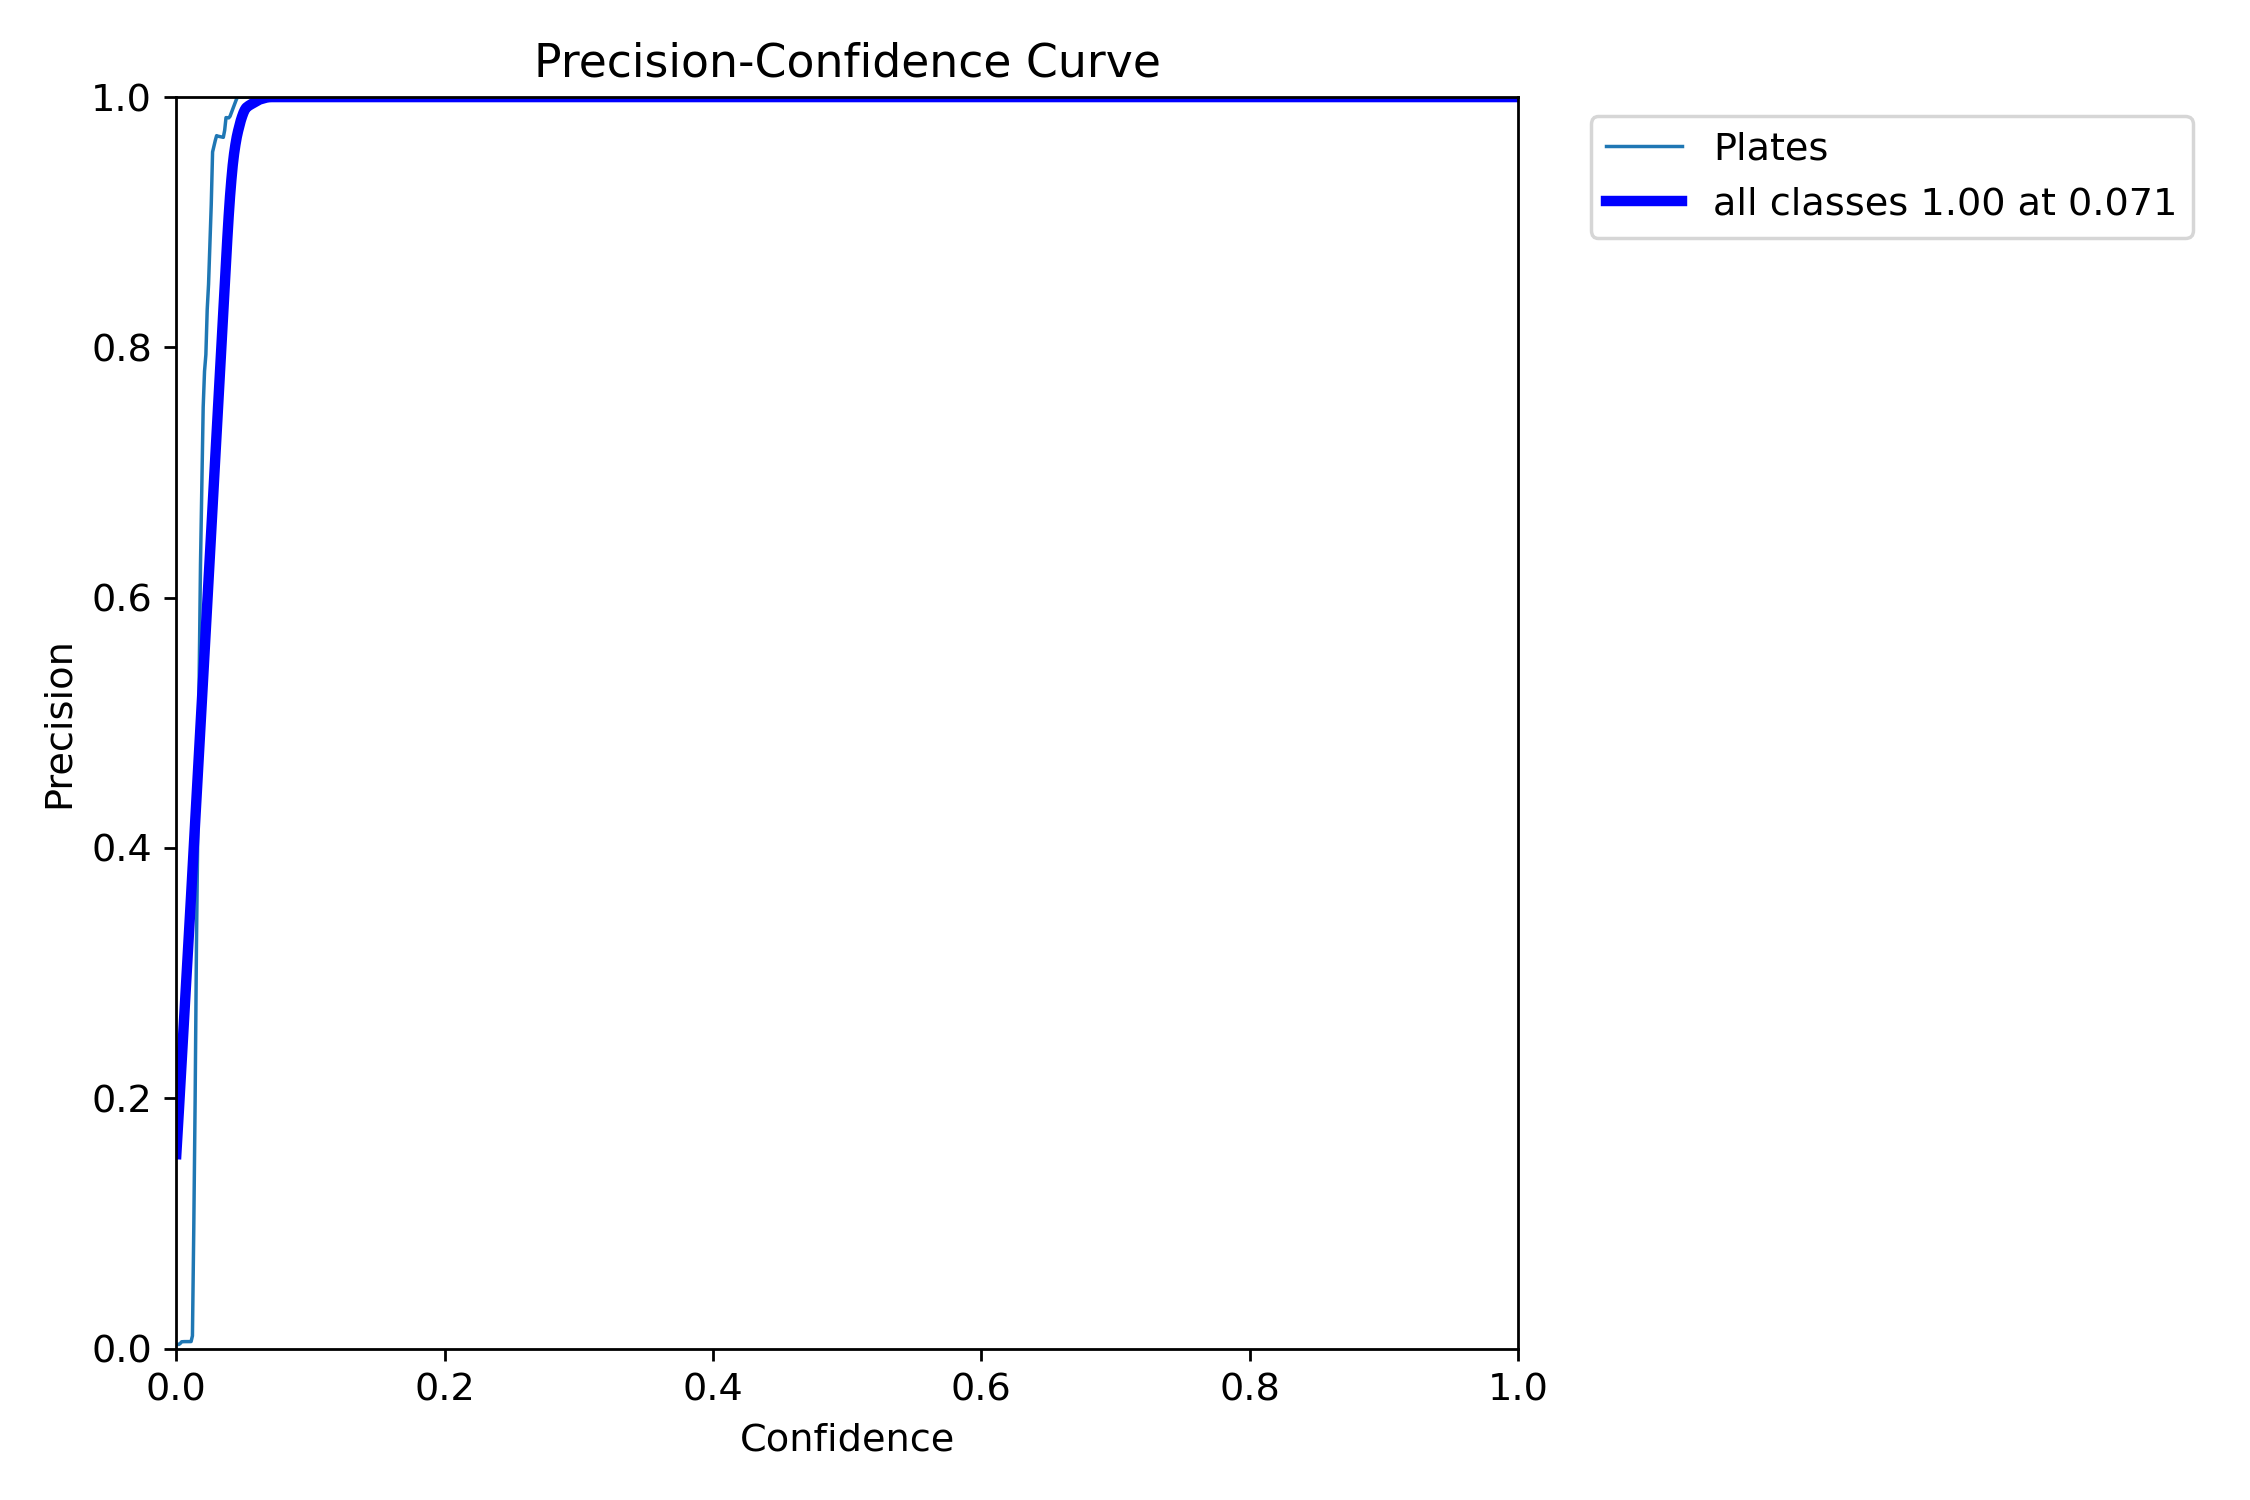 Precision-Confidence Curve
Plates
all classes 1.00 at 0.071
Precision
1.0
0.8
0.6
0.4
0.2
0.0
0.0 0.2 0.4 0.6 0.8 1.0
Confidence